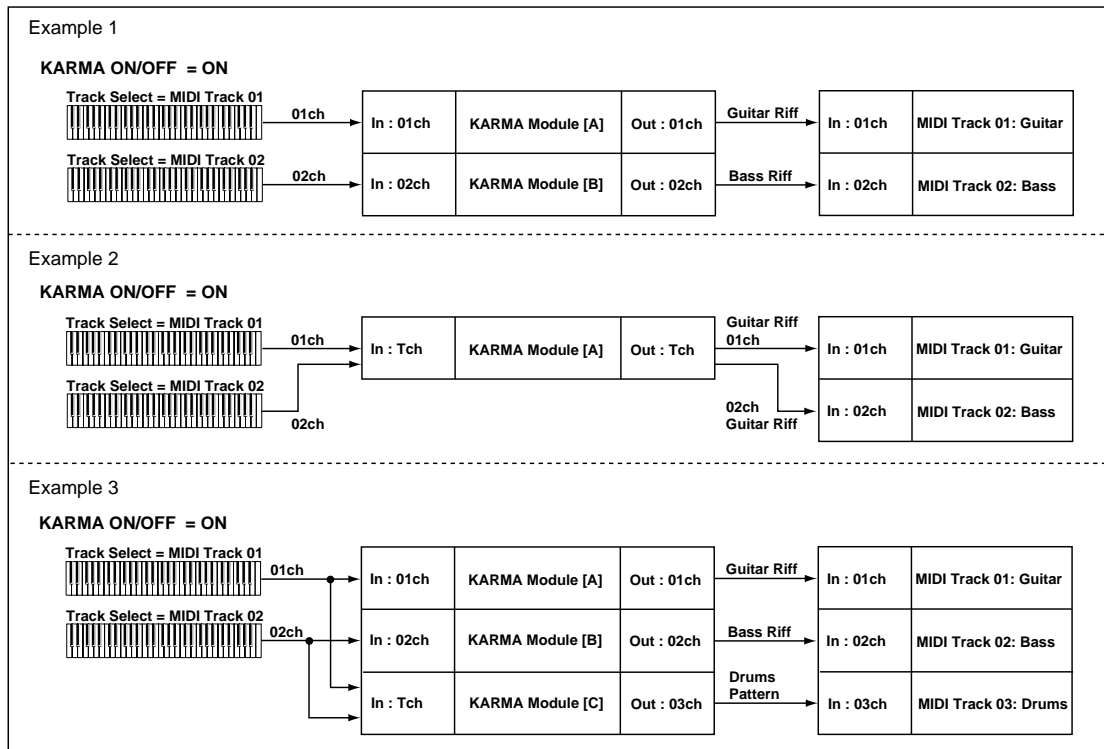 Example 1
KARMA ON/OFF = ON
Track Select = MIDI Track 01
01ch
In : 01ch
KARMA Module [A]
Out : 01ch
Guitar Riff
In : 01ch
MIDI Track 01: Guitar
Track Select = MIDI Track 02
02ch
In : 02ch
KARMA Module [B]
Out : 02ch
Bass Riff
In : 02ch
MIDI Track 02: Bass
Example 2
KARMA ON/OFF = ON
Track Select = MIDI Track 01
01ch
In : Tch
KARMA Module [A]
Out : Tch
Guitar Riff
01ch
In : 01ch
MIDI Track 01: Guitar
Track Select = MIDI Track 02
02ch
02ch
Guitar Riff
In : 02ch
MIDI Track 02: Bass
Example 3
KARMA ON/OFF = ON
Track Select = MIDI Track 01
01ch
In : 01ch
KARMA Module [A]
Out : 01ch
Guitar Riff
In : 01ch
MIDI Track 01: Guitar
Track Select = MIDI Track 02
02ch
In : 02ch
KARMA Module [B]
Out : 02ch
Bass Riff
In : 02ch
MIDI Track 02: Bass
In : Tch
KARMA Module [C]
Out : 03ch
Drums
Pattern
In : 03ch
MIDI Track 03: Drums